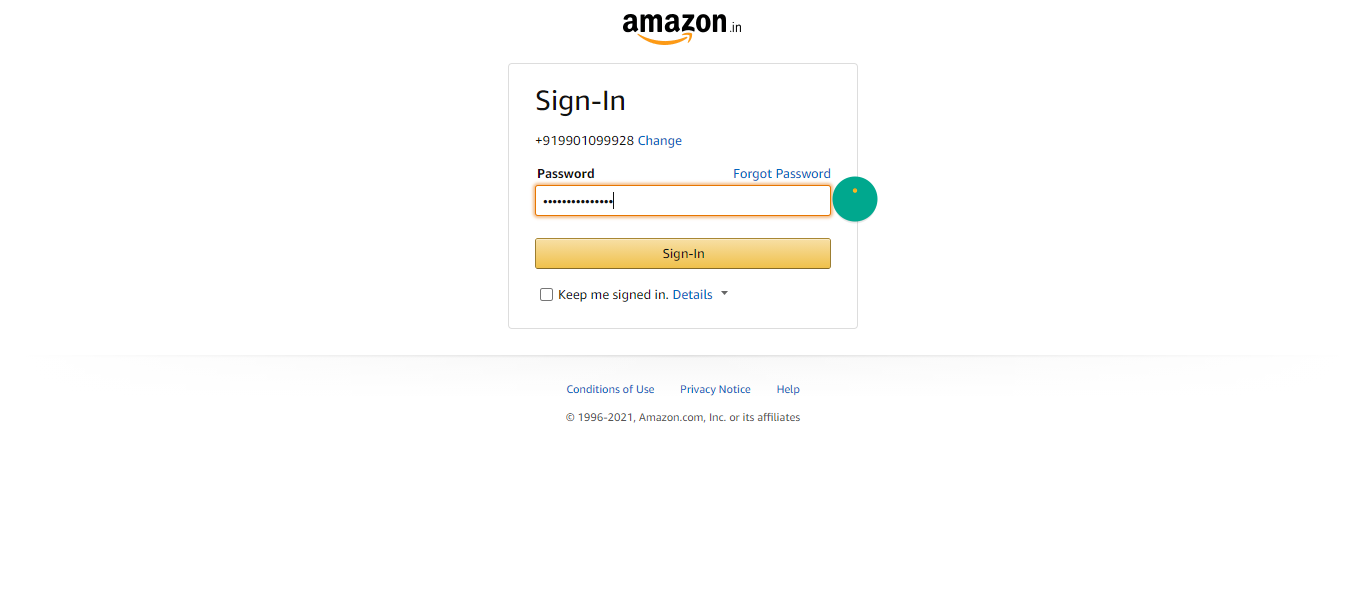 amazon.in
Sign-In
+919901099928 Change
Password Forgot Password
•••••••••••••••
Sign-In
Keep me signed in. Details
Conditions of Use Privacy Notice Help
© 1996-2021, Amazon.com, Inc. or its affiliates